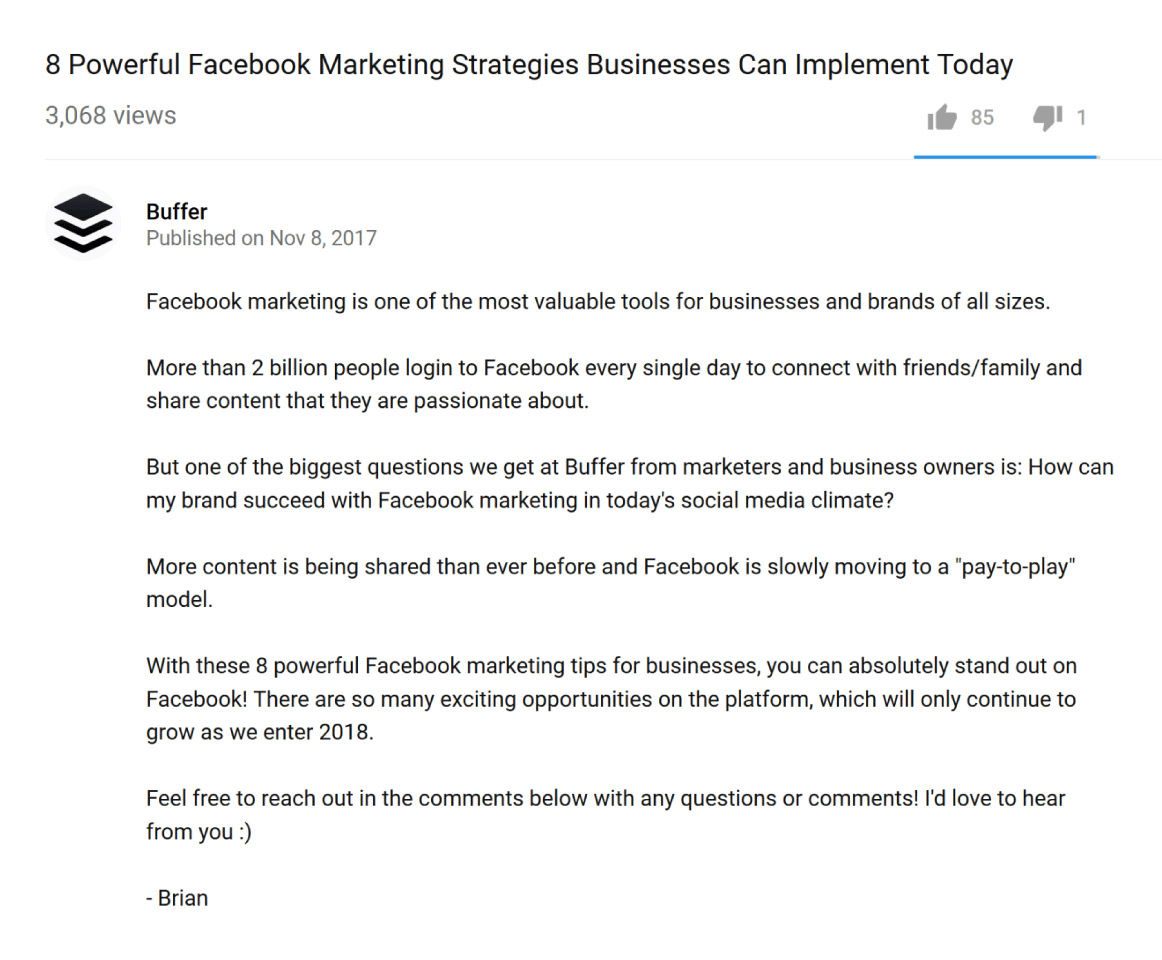 8 Powerful Facebook Marketing Strategies Businesses Can Implement Today
3,068 views
85
1
Buffer
Published on Nov 8, 2017
Facebook marketing is one of the most valuable tools for businesses and brands of all sizes.
More than 2 billion people login to Facebook every single day to connect with friends/family and
share content that they are passionate about.
But one of the biggest questions we get at Buffer from marketers and business owners is: How can
my brand succeed with Facebook marketing in today's social media climate?
More content is being shared than ever before and Facebook is slowly moving to a "pay-to-play"
model.
With these 8 powerful Facebook marketing tips for businesses, you can absolutely stand out on
Facebook! There are so many exciting opportunities on the platform, which will only continue to
grow as we enter 2018.
Feel free to reach out in the comments below with any questions or comments! I'd love to hear
from you :)
- Brian